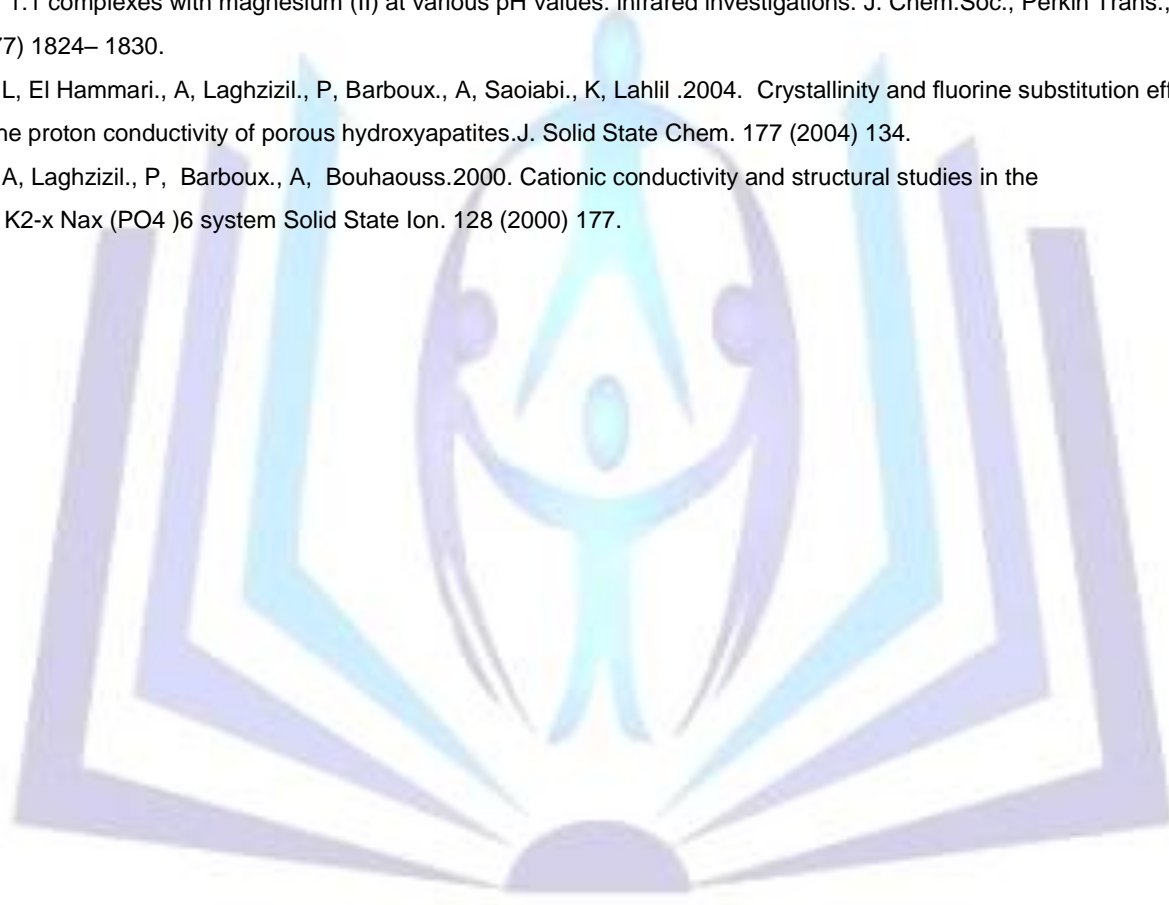 1:1 complexes with magnesium (II) at various pH values. Infrared investigations. J. Chem.Soc., Perkin Trans.,
77) 1824– 1830.
L, El Hammari., A, Laghzizil., P, Barboux., A, Saoiabi., K, Lahlil .2004. Crystallinity and fluorine substitution
proton conductivity of porous hydroxyapatites.J. Solid State Chem. 177 (2004) 134.
A, Laghzizil., P, Barboux., A, Bouhaouss.2000. Cationic conductivity and structural studies in the
K2-x Nax (PO4 )6 system Solid State Ion. 128 (2000) 177.